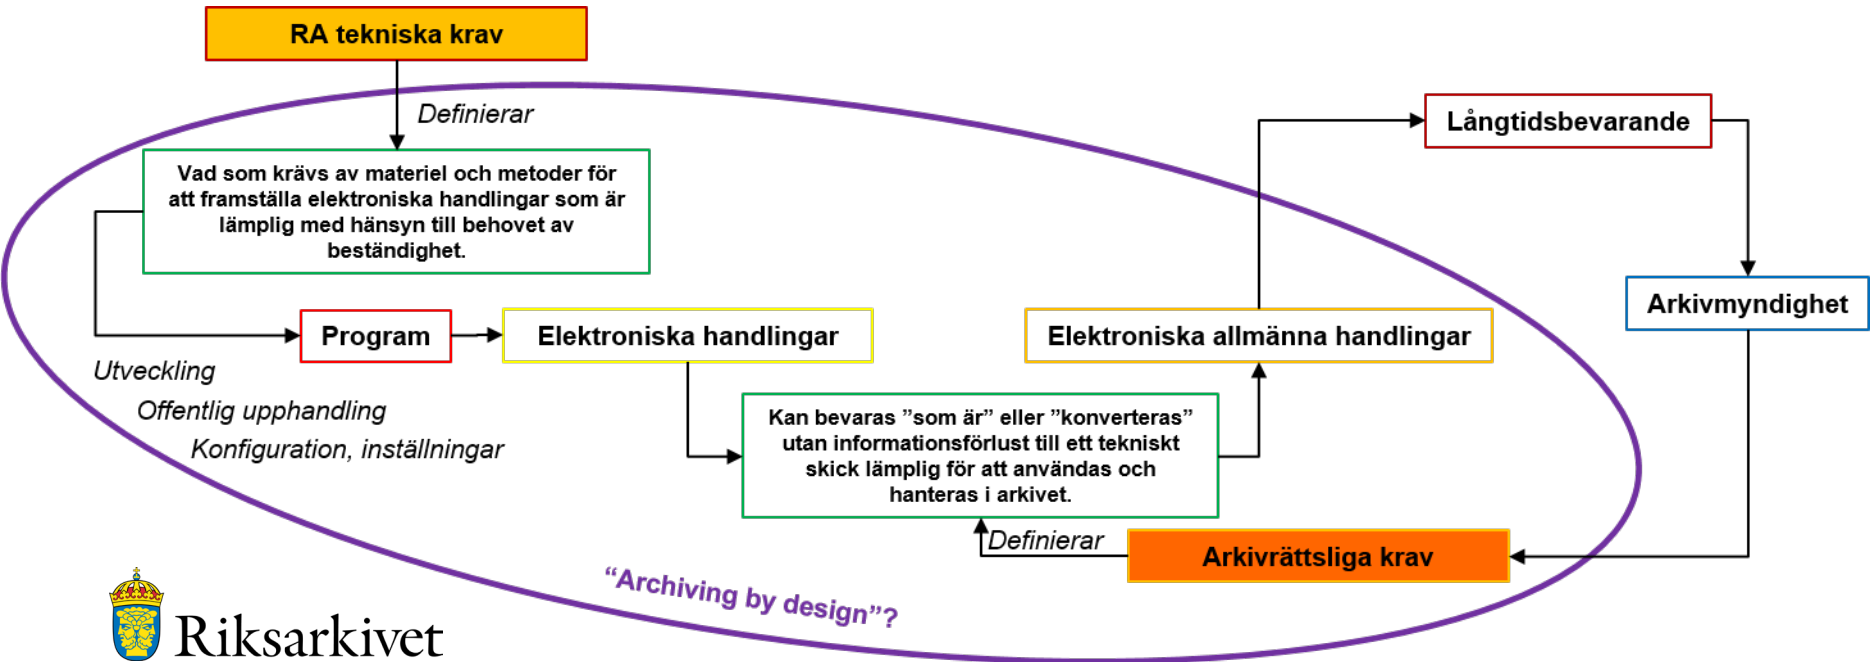 RA tekniska krav
Definierar
Vad som krävs av materiel och metoder för
att framställa elektroniska handlingar som är
lämplig med hänsyn till behovet av
beständighet.
Program
Elektroniska handlingar
Utveckling
Offentlig upphandling
Konfiguration, inställningar
Kan bevaras ”som är” eller ”konverteras”
utan informationsförlust till ett tekniskt
skick lämplig för att användas och
hanteras i arkivet.
Elektroniska allmänna handlingar
Långtidsbevarande
Arkivmyndighet
Arkivrättsliga krav
Definierar
“Archiving by design”?
Riksarkivet